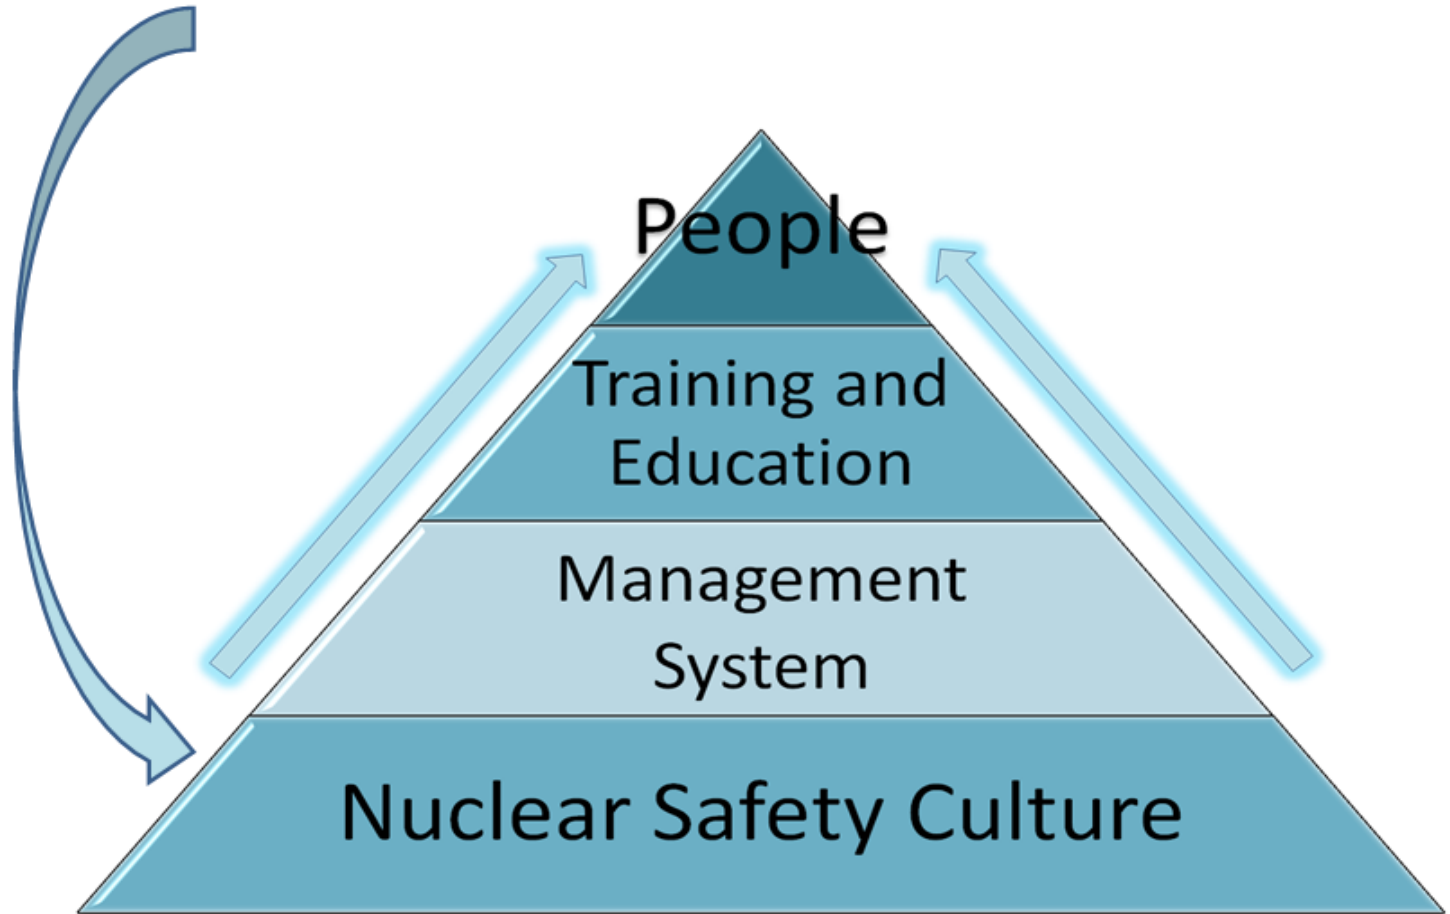 People
Training and
Education
Management
System
Nuclear Safety Culture